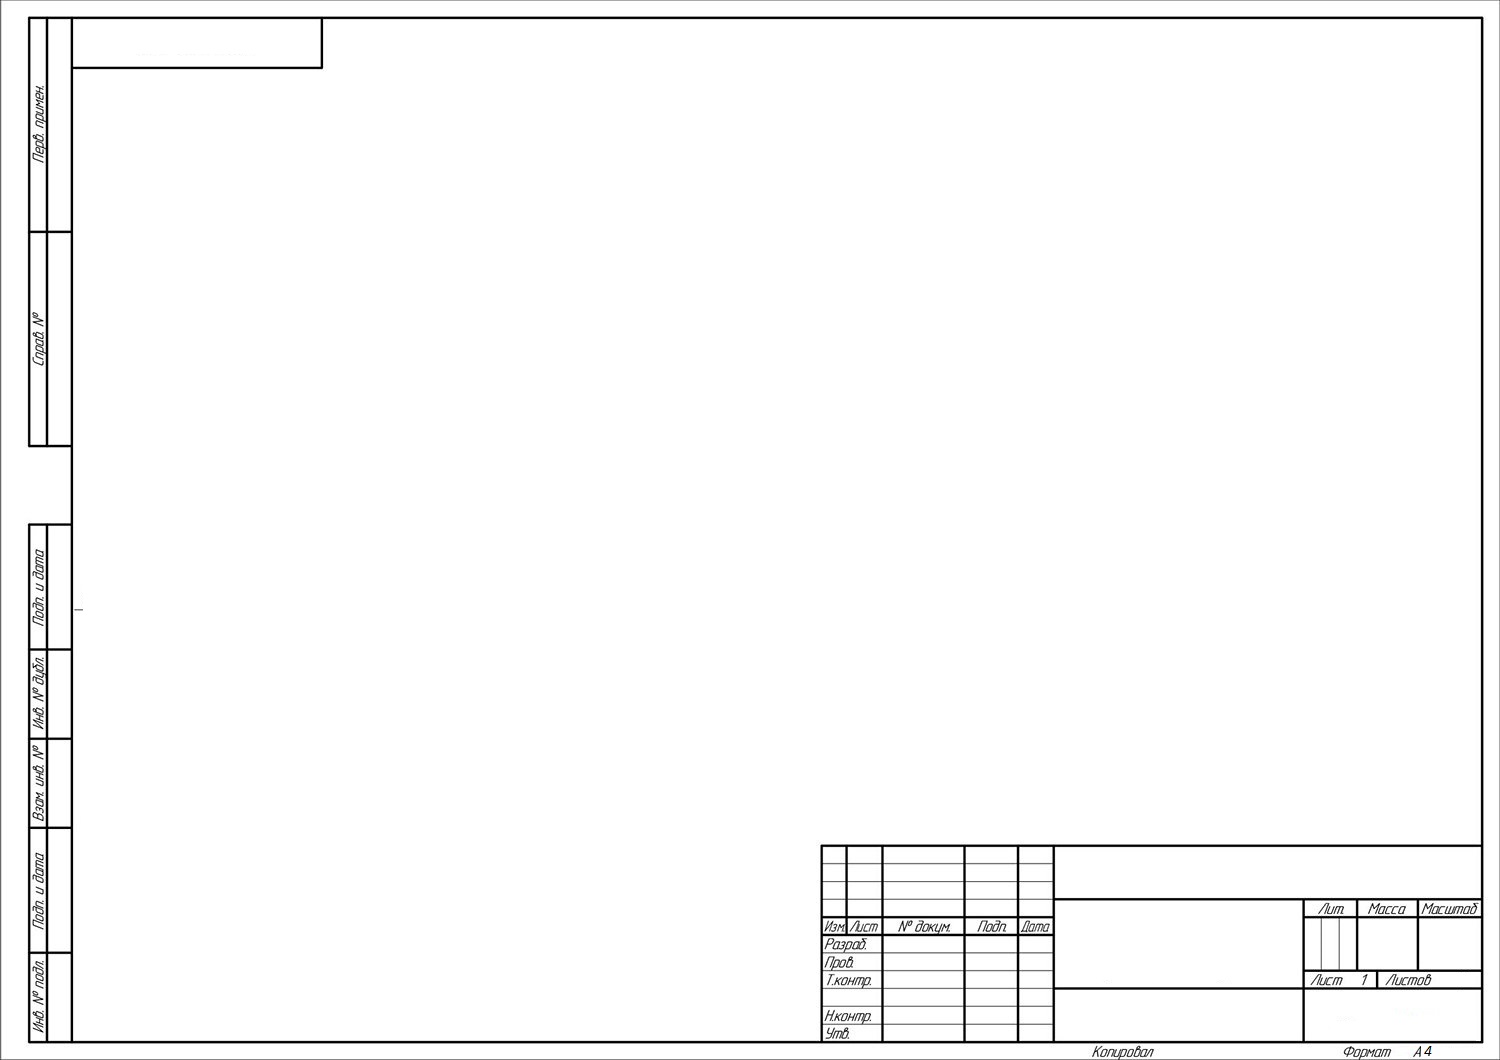 Перв. примен.
Справ. №
Подп. и дата
Инв. № дубл.
Взам. инв. №
Подп. и дата
Инв. № подл.
Лит. Масса Масштаб
Изм. Лист № докум. Подп. Дата
Разраб.
Пров.
Т.контр.
Лист 1 Листов
Н.контр.
Утв.
Копировал Формат А4